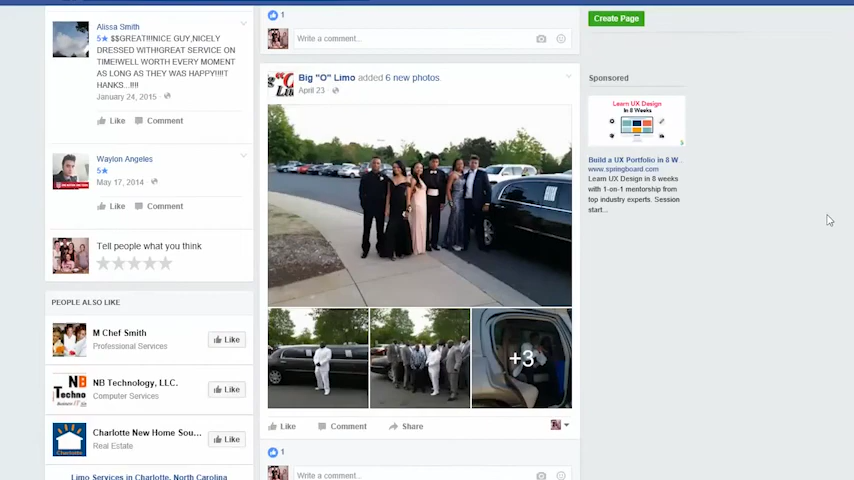 Alissa Smith
5★ $$GREAT!!!NICE GUY,NICELY
DRESSED WITH!GREAT SERVICE ON
TIME!WELL WORTH EVERY MOMENT
AS LONG AS THEY WAS HAPPY!!!!T
HANKS...!!!!
January 24, 2015
Like Comment
Waylon Angeles
5★
May 17, 2014
Like Comment
Tell people what you think
PEOPLE ALSO LIKE
M Chef Smith
Professional Services
Like
NB Technology, LLC.
Computer Services
Like
NB
Techno
Charlotte New Home Sou...
Real Estate
Like
Charlotte
Limo Services in Charlotte, North Carolina
1
Write a comment...
Big "O" Limo added 6 new photos.
April 23
+3
Like Comment Share
1
Write a comment...
Create Page
Sponsored
Learn UX Design
In 8 Weeks
Build a UX Portfolio in 8 W...
www.springboard.com
Learn UX Design in 8 weeks
with 1-on-1 mentorship from
top industry experts. Session
start...